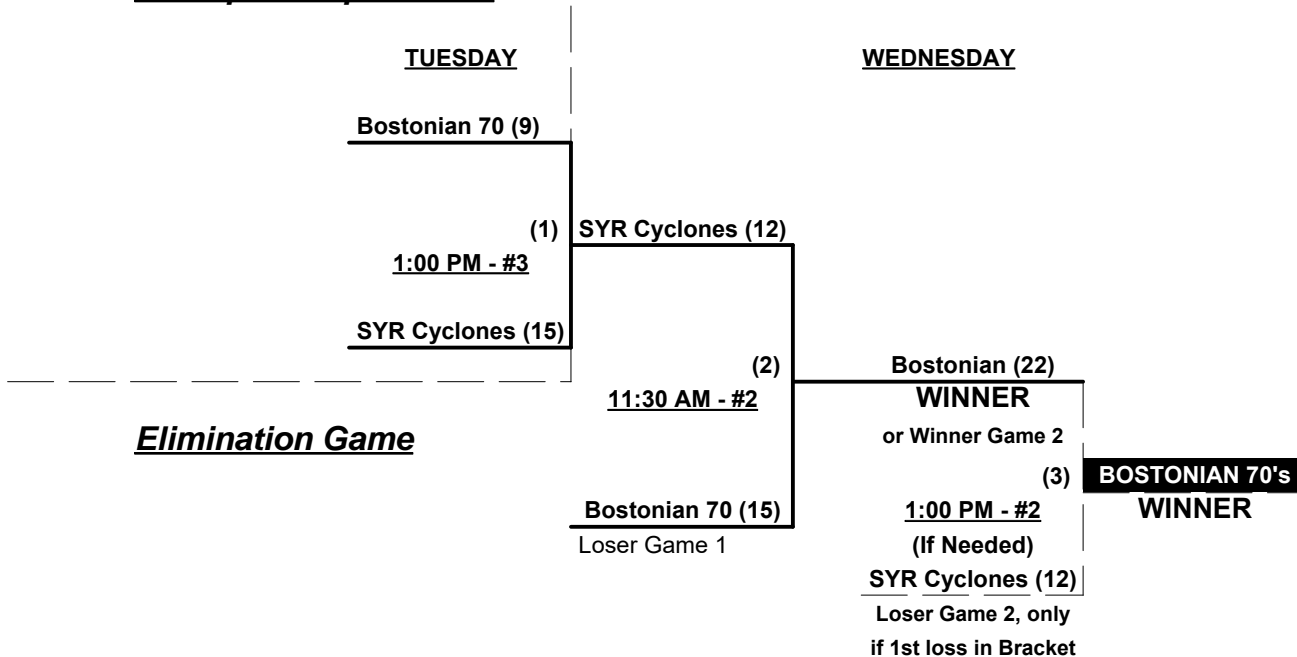 TUESDAY
WEDNESDAY
Bostonian 70 (9)
(1)
SYR Cyclones (12)
1:00 PM - #3
SYR Cyclones (15)
(2)
Bostonian (22)
11:30 AM - #2
WINNER
Elimination Game
or Winner Game 2
(3)
BOSTONIAN 70's
Bostonian 70 (15)
1:00 PM - #2
WINNER
Loser Game 1
(If Needed)
SYR Cyclones (12)
Loser Game 2, only
if 1st loss in Bracket